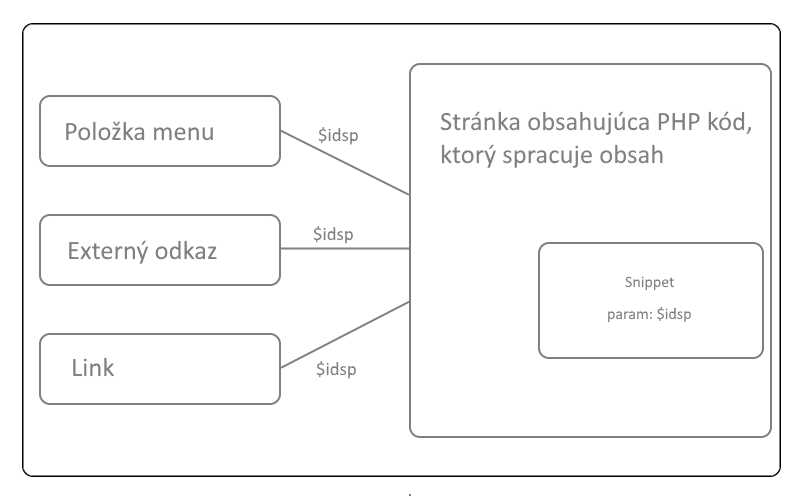 Položka menu
$idsp
Stránka obsahujúca PHP kód,
ktorý spracuje obsah
Externý odkaz
$idsp
Snippet
param: $idsp
Link
$idsp